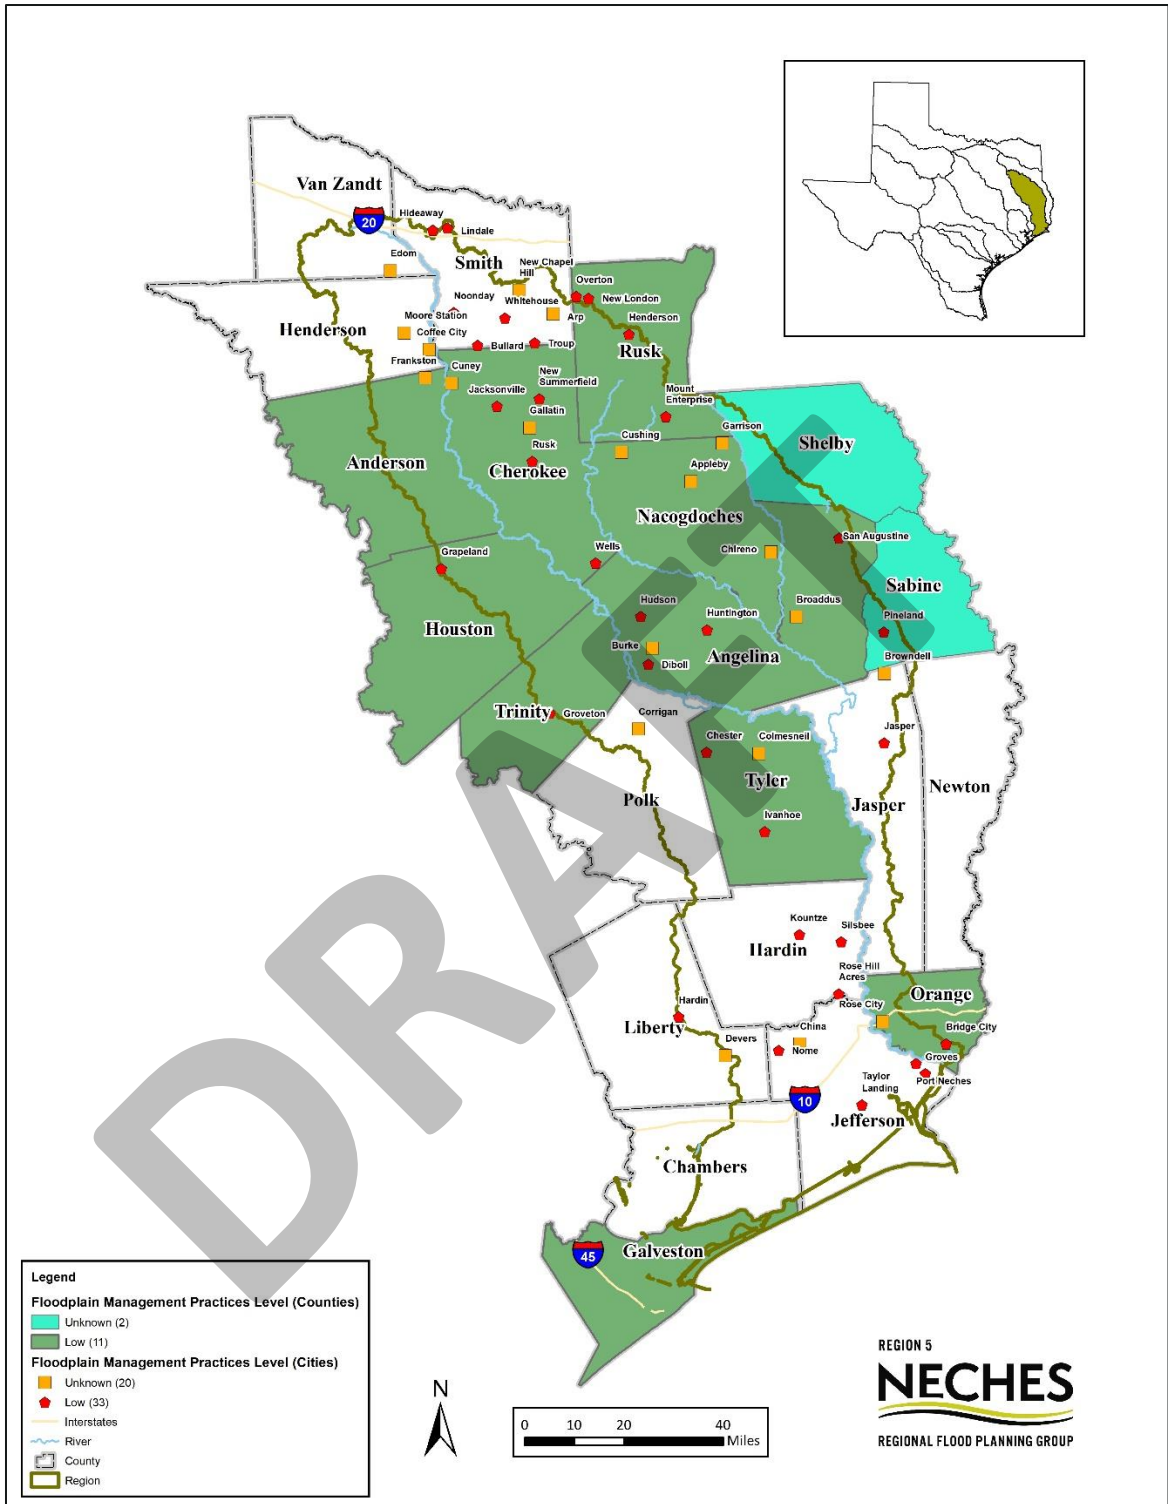 Van Zandt
20
Hideaway
Lindale
Edom
Smith
New Chapel
Hill
Overton
New London
Noonday
Whitehouse
Arp
Moore Station
Coffee City
Henderson
Henderson
Rusk
Bullard
Troup
Frankston
Cuney
New
Summerfield
Jacksonville
Gallatin
Mount
Enterprise
Rusk
Cushing
Garrison
Shelby
Anderson
Cherokee
Appleby
Nacogdoches
San Augustine
Grapeland
Wells
Chireno
Sabine
Hudson
Huntington
Broaddus
Pineland
Houston
Burke
Angelina
Browndell
Diboll
Trinity
Groveton
Corrigan
Chester
Colmesneil
Jasper
Tyler
Newton
Polk
Jasper
Ivanhoe
Kountze
Silsbee
Hardin
Rose Hill
Acres
Orange
Hardin
Rose City
Liberty
China
Bridge City
Devers
Nome
Groves
Taylor
Landing
Port Neches
10
Jefferson
Chambers
45
Galveston
DRAFT
Legend
Floodplain Management Practices Level (Counties)
Unknown (2)
Low (11)
Floodplain Management Practices Level (Cities)
Unknown (20)
Low (33)
Interstates
River
County
Region
N
0 10 20 40
Miles
REGION 5
NECHES
REGIONAL FLOOD PLANNING GROUP